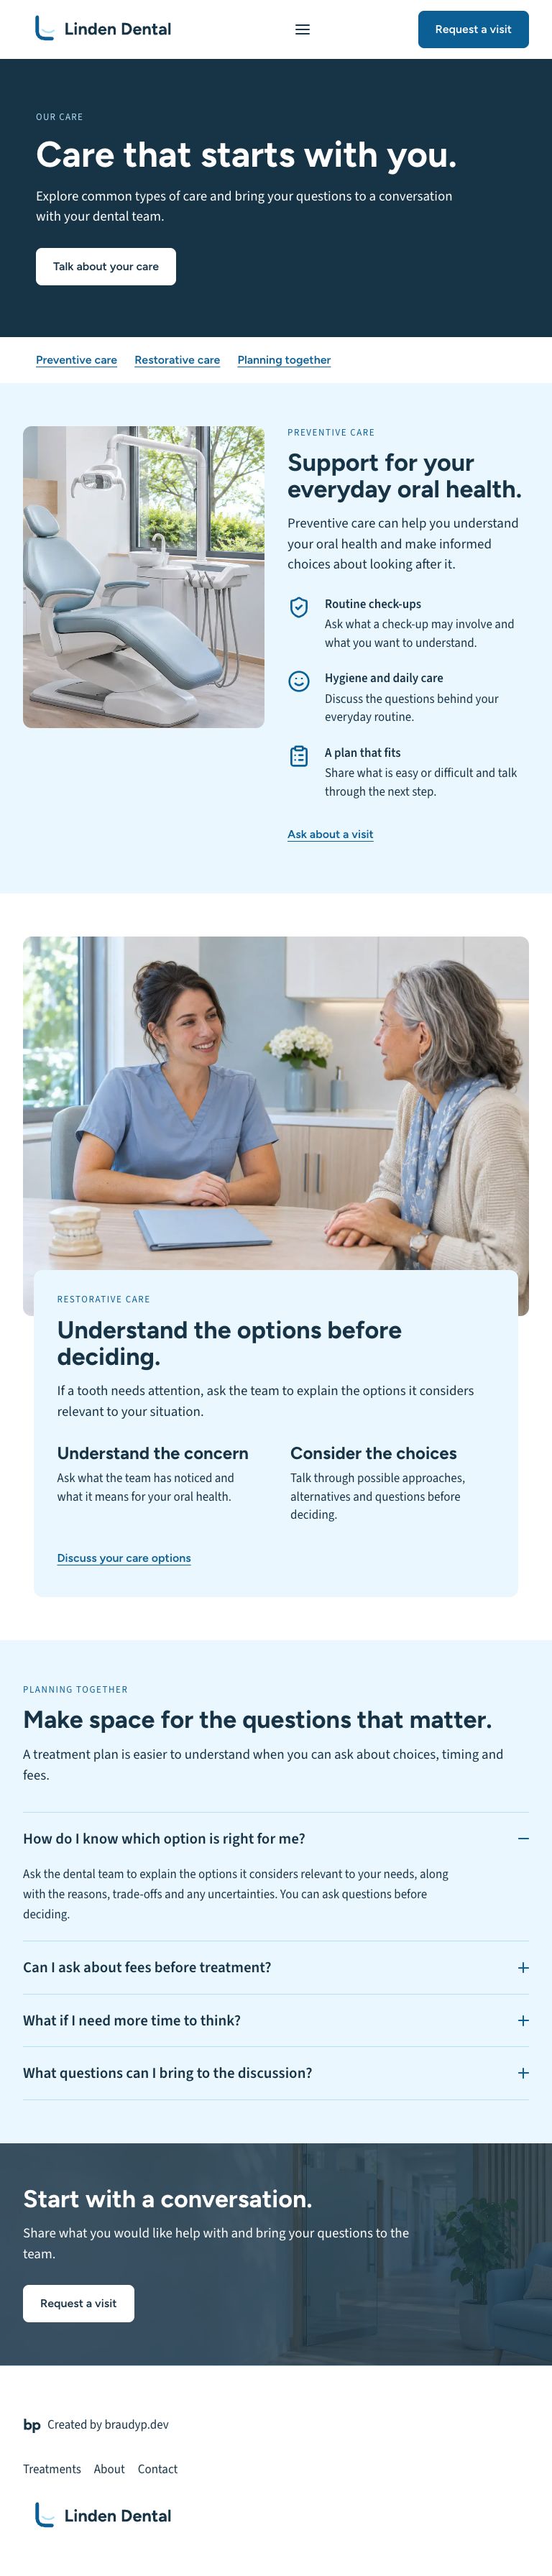 Linden Dental
Request a visit
OUR CARE
Care that starts with you.
Explore common types of care and bring your questions to a conversation
with your dental team.
Talk about your care
Preventive care
Restorative care
Planning together
PREVENTIVE CARE
Support for your
everyday oral health.
Preventive care can help you understand
your oral health and make informed
choices about looking after it.
Routine check-ups
Ask what a check-up may involve and
what you want to understand.
Hygiene and daily care
Discuss the questions behind your
everyday routine.
A plan that fits
Share what is easy or difficult and talk
through the next step.
Ask about a visit
RESTORATIVE CARE
Understand the options before
deciding.
If a tooth needs attention, ask the team to explain the options it considers
relevant to your situation.
Understand the concern
Ask what the team has noticed and
what it means for your oral health.
Consider the choices
Talk through possible approaches,
alternatives and questions before
deciding.
Discuss your care options
PLANNING TOGETHER
Make space for the questions that matter.
A treatment plan is easier to understand when you can ask about choices, timing and
fees.
How do I know which option is right for me?
Ask the dental team to explain the options it considers relevant to your needs, along
with the reasons, trade-offs and any uncertainties. You can ask questions before
deciding.
Can I ask about fees before treatment?
What if I need more time to think?
What questions can I bring to the discussion?
Start with a conversation.
Share what you would like help with and bring your questions to the
team.
Request a visit
bp Created by braudyp.dev
Treatments About Contact
Linden Dental